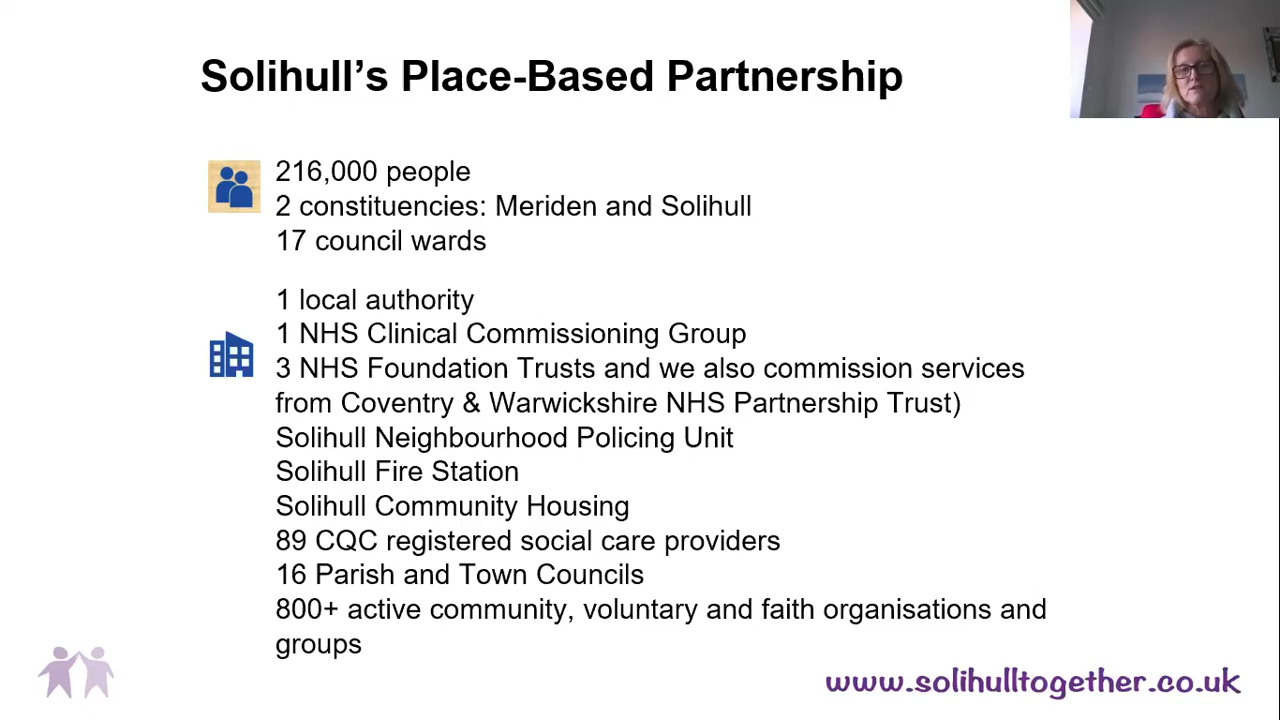 Solihull’s Place-Based Partnership
216,000 people
2 constituencies: Meriden and Solihull
17 council wards
1 local authority
1 NHS Clinical Commissioning Group
3 NHS Foundation Trusts and we also commission services
from Coventry & Warwickshire NHS Partnership Trust)
Solihull Neighbourhood Policing Unit
Solihull Fire Station
Solihull Community Housing
89 CQC registered social care providers
16 Parish and Town Councils
800+ active community, voluntary and faith organisations and
groups
www.solihulltogether.co.uk